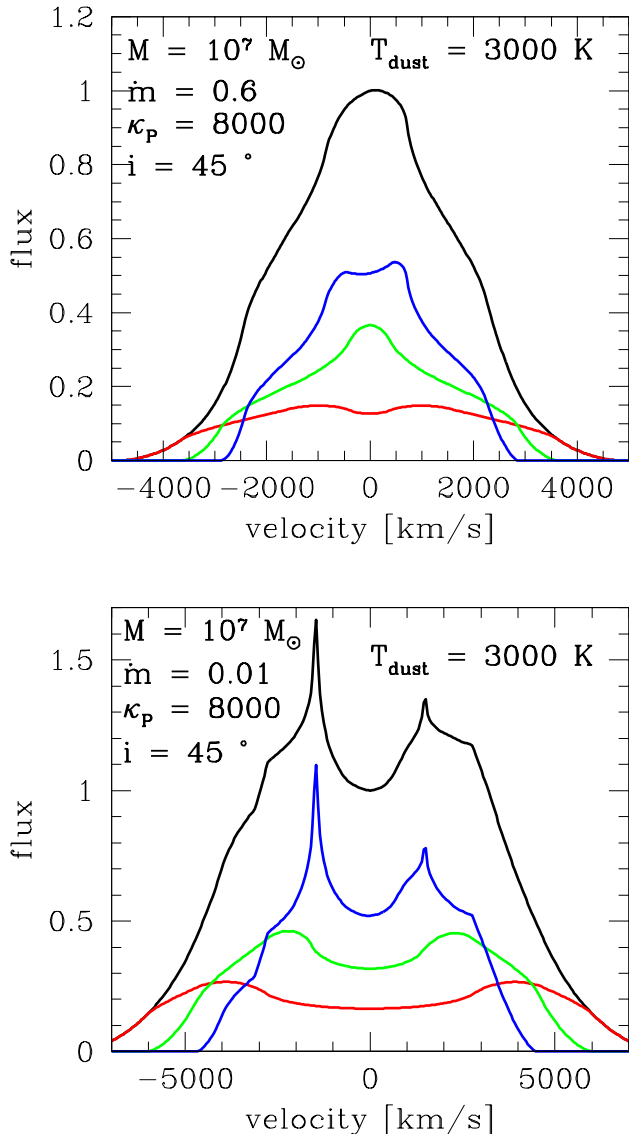 1.2
1
0.8
0.6
0.4
0.2
0
flux
M = 10⁷ M⊙ T_dust = 3000 K
ṁ = 0.6
κ_P = 8000
i = 45 °
−4000 −2000 0 2000 4000
velocity [km/s]
1.5
1
0.5
0
flux
M = 10⁷ M⊙
T_dust = 3000 K
ṁ = 0.01
κ_P = 8000
i = 45 °
−5000 0 5000
velocity [km/s]